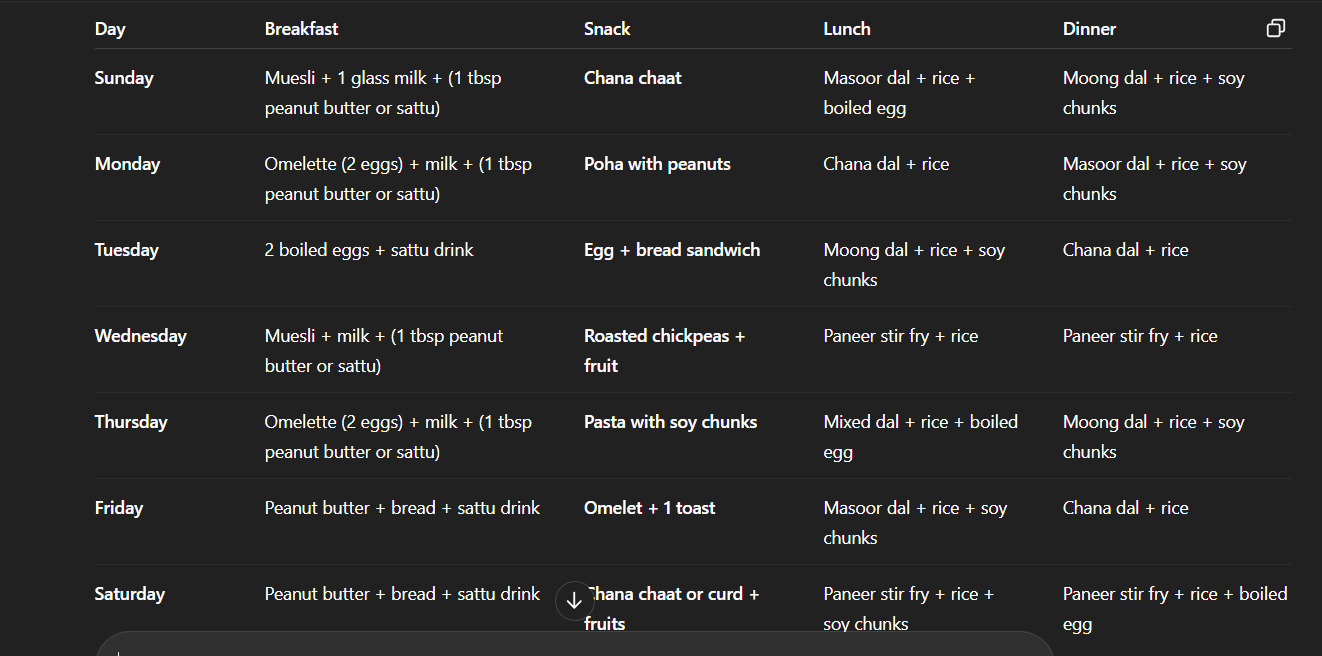 Day Breakfast Snack Lunch Dinner
Sunday Muesli + 1 glass milk + (1 tbsp peanut butter or sattu) Chana chaat Masoor dal + rice + boiled egg Moong dal + rice + soy chunks
Monday Omelette (2 eggs) + milk + (1 tbsp peanut butter or sattu) Poha with peanuts Chana dal + rice Masoor dal + rice + soy chunks
Tuesday 2 boiled eggs + sattu drink Egg + bread sandwich Moong dal + rice + soy chunks Chana dal + rice
Wednesday Muesli + milk + (1 tbsp peanut butter or sattu) Roasted chickpeas + fruit Paneer stir fry + rice Paneer stir fry + rice
Thursday Omelette (2 eggs) + milk + (1 tbsp peanut butter or sattu) Pasta with soy chunks Mixed dal + rice + boiled egg Moong dal + rice + soy chunks
Friday Peanut butter + bread + sattu drink Omelet + 1 toast Masoor dal + rice + soy chunks Chana dal + rice
Saturday Peanut butter + bread + sattu drink Chana chaat or curd + fruits Paneer stir fry + rice + soy chunks Paneer stir fry + rice + boiled egg